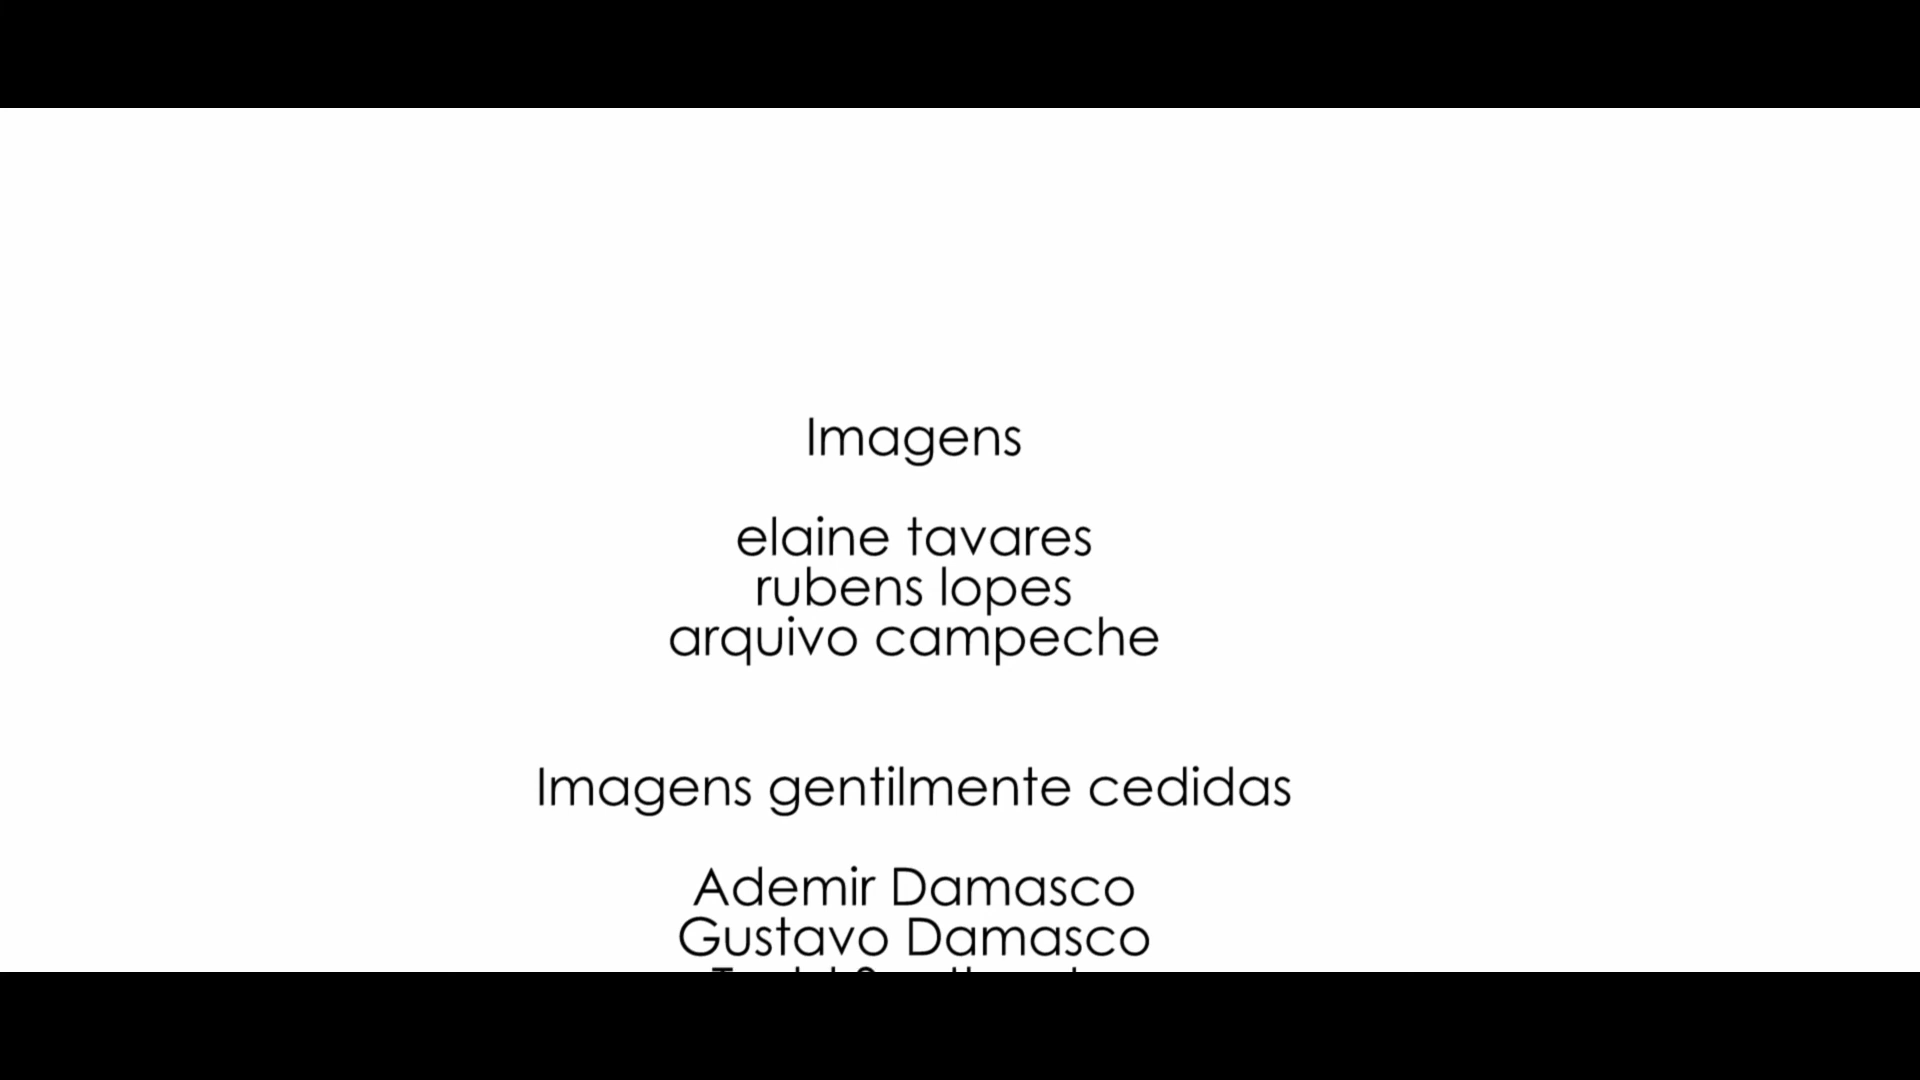 Imagens
elaine tavares
rubens lopes
arquivo campeche
Imagens gentilmente cedidas
Ademir Damasco
Gustavo Damasco